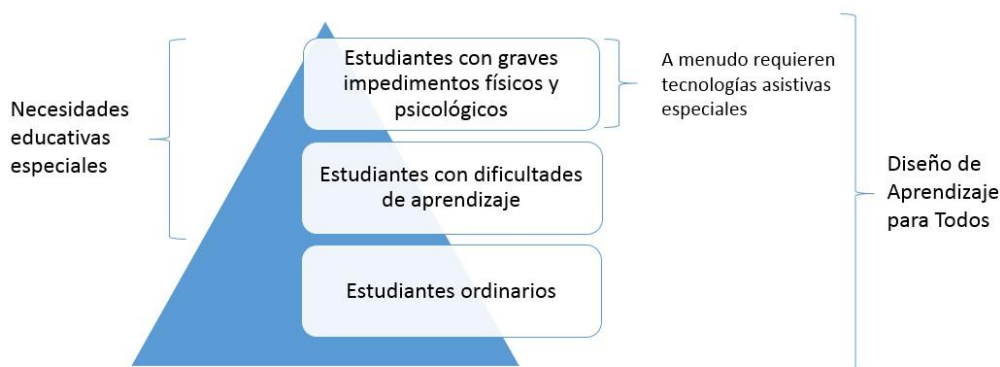 Necesidades
educativas
especiales
Estudiantes con graves
impedimentos físicos y
psicológicos
A menudo requieren
tecnologías asistivas
especiales
Estudiantes con dificultades
de aprendizaje
Estudiantes ordinarios
Diseño de
Aprendizaje
para Todos